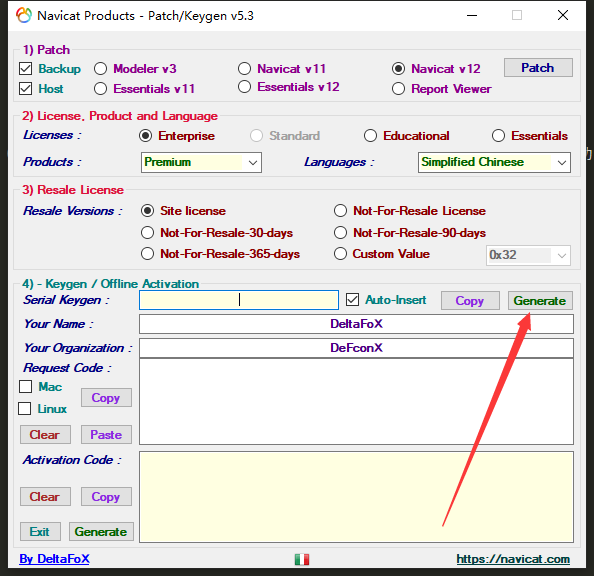 Navicat Products - Patch/Keygen v5.3
1) Patch
Backup Modeler v3 Navicat v11 Navicat v12 Patch
Host Essentials v11 Essentials v12 Report Viewer
2) License, Product and Language
Licenses : Enterprise Standard Educational Essentials
Products : Premium Languages : Simplified Chinese
3) Resale License
Resale Versions : Site license Not-For-Resale License
Not-For-Resale-30-days Not-For-Resale-90-days
Not-For-Resale-365-days Custom Value 0x32
4) - Keygen / Offline Activation
Serial Keygen : Auto-Insert Copy Generate
Your Name : DeltaFoX
Your Organization : DeFconX
Request Code :
Mac
Copy
Linux
Clear Paste
Activation Code :
Clear Copy
Exit Generate
By DeltaFoX https://navicat.com